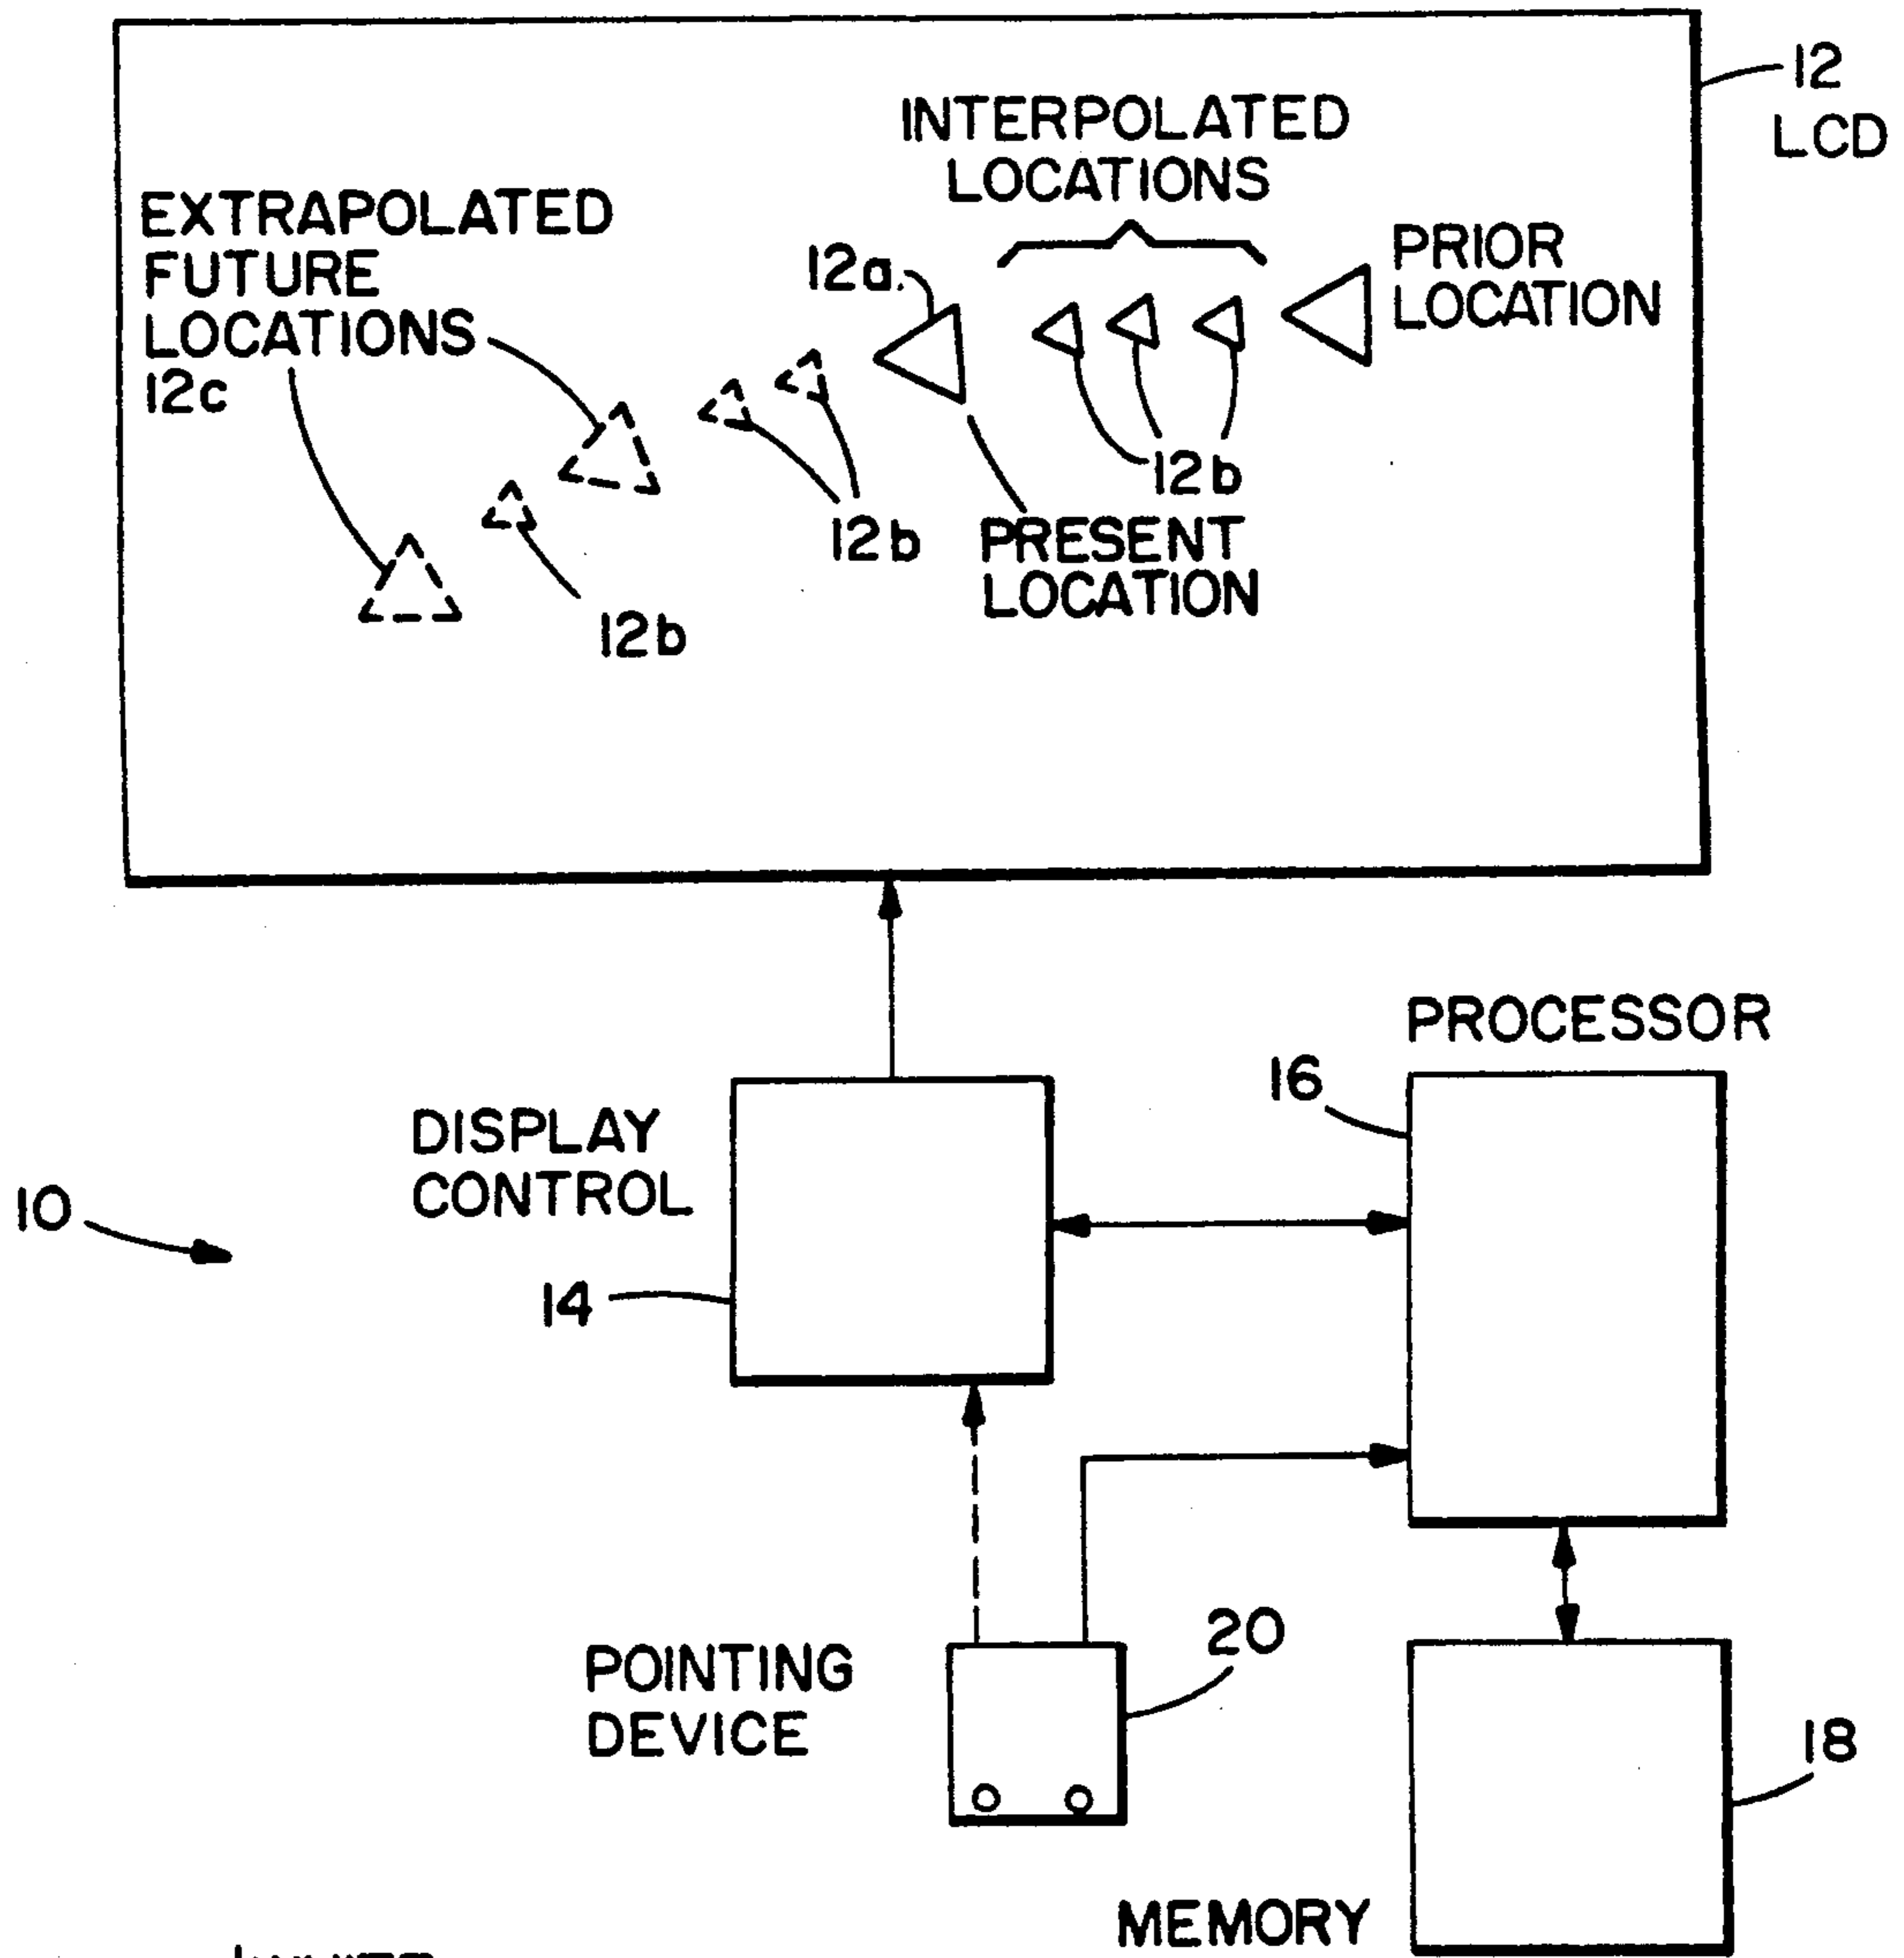 12
LCD
INTERPOLATED
LOCATIONS
EXTRAPOLATED
FUTURE
LOCATIONS
12c
12a
PRIOR
LOCATION
12b
12b
PRESENT
LOCATION
12b
PROCESSOR
16
DISPLAY
CONTROL
10
14
20
POINTING
DEVICE
18
MEMORY